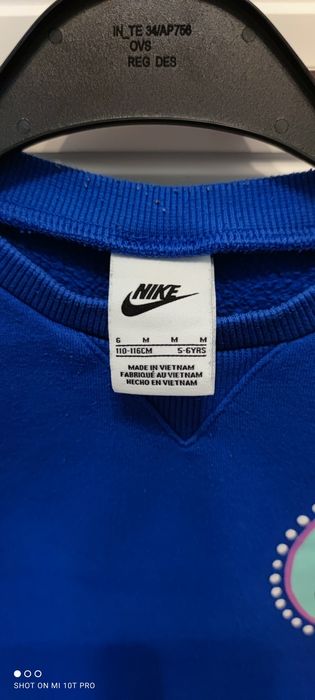 IN_TE 34/AP756
OVS
REG DES
NIKE
6 M M M
110-116CM 5-6YRS
MADE IN VIETNAM
FABRIQUÉ AU VIETNAM
HECHO EN VIETNAM
SHOT ON MI 10T PRO